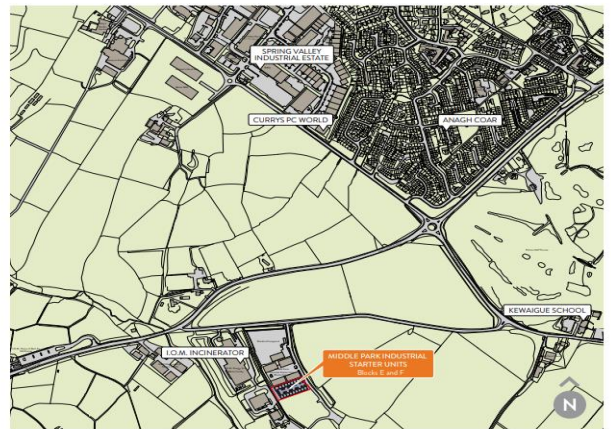 SPRING VALLEY
INDUSTRIAL ESTATE
CURRYS PC WORLD
ANAGH COAR
KEWAIGUE SCHOOL
I.O.M. INCINERATOR
MIDDLE PARK INDUSTRIAL
STARTER UNITS
Blocks E and F
N